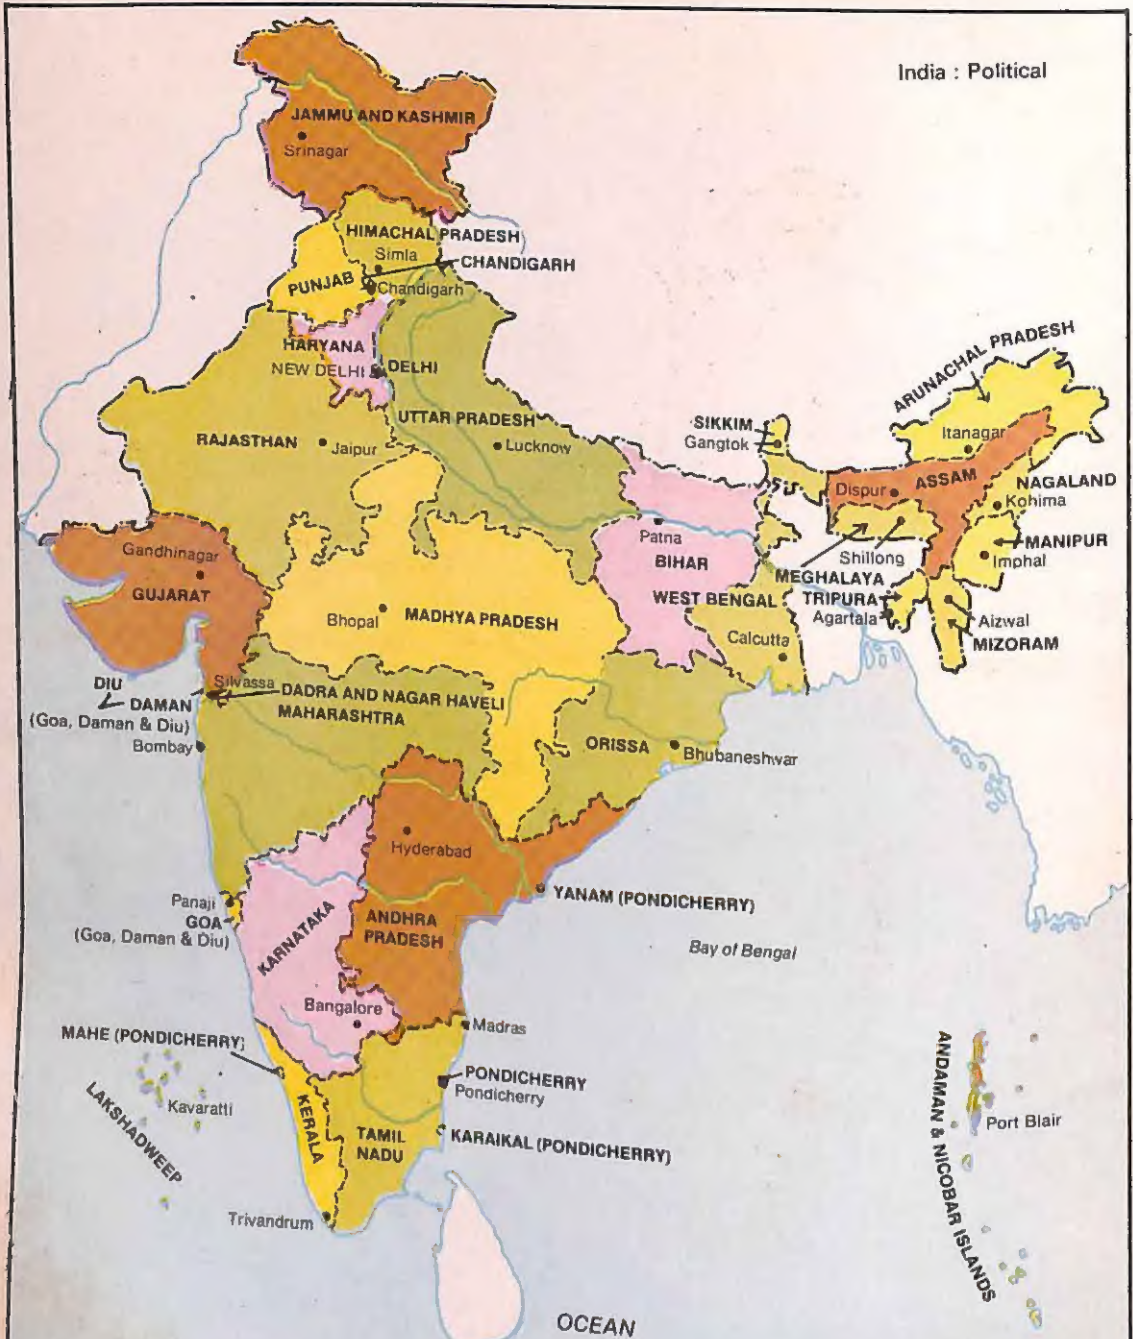 India : Political
JAMMU AND KASHMIR
Srinagar
HIMACHAL PRADESH
Simla
CHANDIGARH
PUNJAB
Chandigarh
HARYANA
NEW DELHI
DELHI
UTTAR PRADESH
RAJASTHAN
Jaipur
Lucknow
SIKKIM
Gangtok
ARUNACHAL PRADESH
Itanagar
Dispur
ASSAM
NAGALAND
Kohima
Patna
BIHAR
Shillong
MANIPUR
Imphal
MEGHALAYA
Gandhinagar
GUJARAT
Bhopal
MADHYA PRADESH
WEST BENGAL
TRIPURA
Agartala
Aizwal
MIZORAM
Calcutta
DIU
DAMAN
(Goa, Daman & Diu)
Silvassa
DADRA AND NAGAR HAVELI
MAHARASHTRA
Bombay
ORISSA
Bhubaneshwar
Hyderabad
Panaji
GOA
(Goa, Daman & Diu)
KARNATAKA
ANDHRA
PRADESH
YANAM (PONDICHERRY)
Bay of Bengal
Bangalore
Madras
MAHE (PONDICHERRY)
PONDICHERRY
Pondicherry
Kavaratti
LAKSHADWEEP
KERALA
TAMIL
NADU
KARAIKAL (PONDICHERRY)
ANDAMAN & NICOBAR ISLANDS
Port Blair
Trivandrum
OCEAN